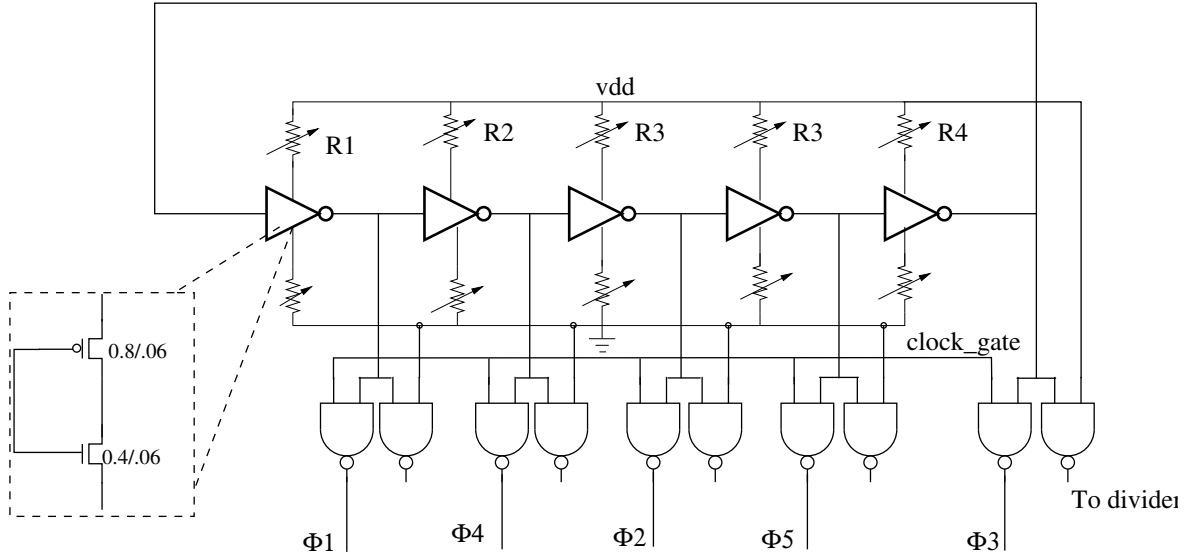 vdd
R1
R2
R3
R3
R4
clock_gate
0.8/.06
0.4/.06
To divider
Φ1
Φ4
Φ2
Φ5
Φ3